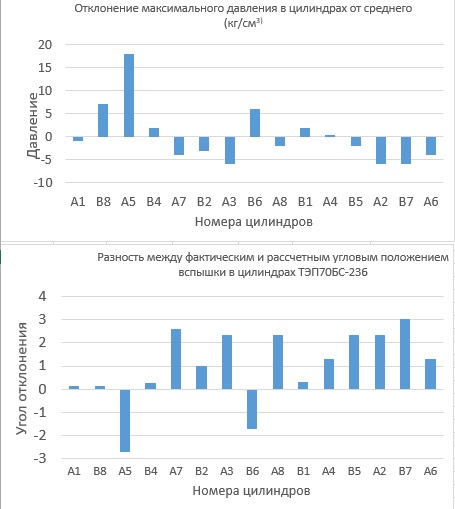 Отклонение максимального давления в цилиндрах от среднего
(кг/см³⁾
20
15
10
5
0
-5
-10
Давление
A1 B8 A5 B4 A7 B2 A3 B6 A8 B1 A4 B5 A2 B7 A6
Номера цилиндров
Разность между фактическим и рассчетным угловым положением
вспышки в цилиндрах ТЭП70БС-236
4
3
2
1
0
-1
-2
-3
Угол отклонения
A1 B8 A5 B4 A7 B2 A3 B6 A8 B1 A4 B5 A2 B7 A6
Номера цилиндров